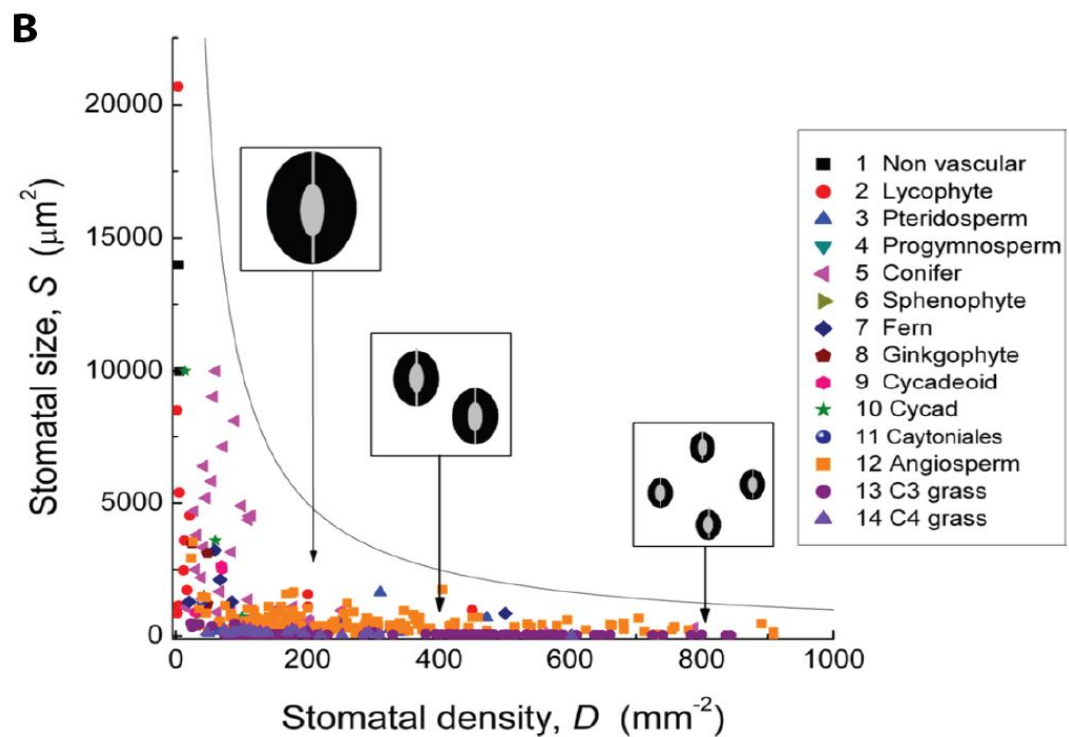 B
20000
15000
10000
5000
0
Stomatal size, S (μm²)
0 200 400 600 800 1000
Stomatal density, D (mm⁻²)
1 Non vascular
2 Lycophyte
3 Pteridosperm
4 Progymnosperm
5 Conifer
6 Sphenophyte
7 Fern
8 Ginkgophyte
9 Cycadeoid
10 Cycad
11 Caytoniales
12 Angiosperm
13 C3 grass
14 C4 grass